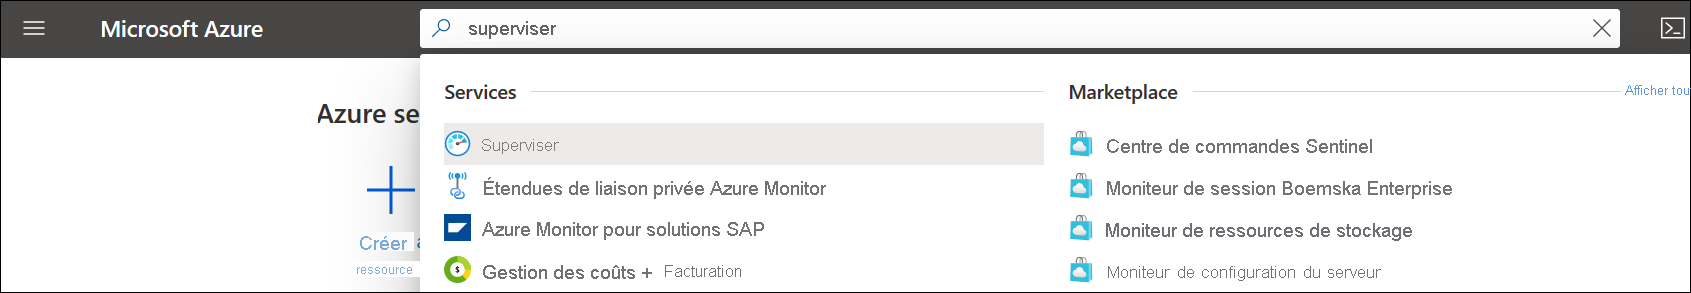 Microsoft Azure
superviser
Services
Marketplace
Afficher tou
Azure se
Superviser
Étendues de liaison privée Azure Monitor
Azure Monitor pour solutions SAP
Gestion des coûts + Facturation
Centre de commandes Sentinel
Moniteur de session Boemska Enterprise
Moniteur de ressources de stockage
Moniteur de configuration du serveur
Créer
ressource